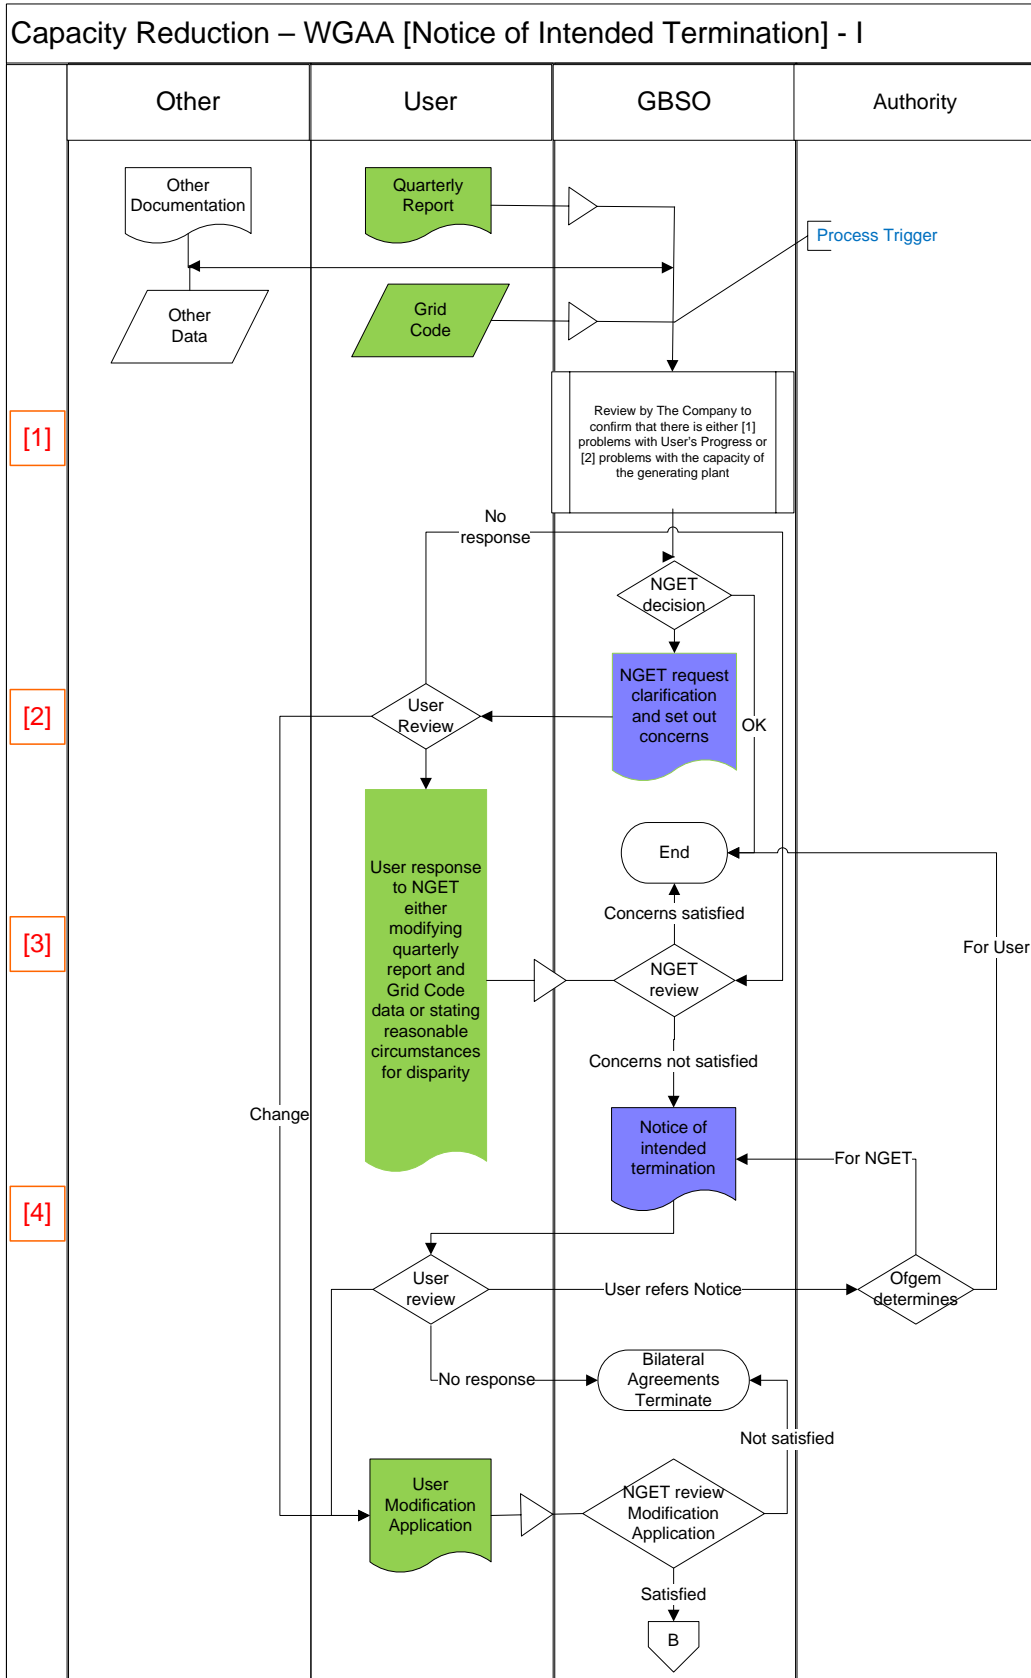 Capacity Reduction – WGAA [Notice of Intended Termination] - I
Other
User
GBSO
Authority
Other
Documentation
Quarterly
Report
Process Trigger
Other
Data
Grid
Code
[1]
Review by The Company to
confirm that there is either [1]
problems with User's Progress or
[2] problems with the capacity of
the generating plant
No
response
NGET
decision
[2]
User
Review
NGET request
clarification
and set out
concerns
OK
End
Concerns satisfied
[3]
User response
to NGET
either
modifying
quarterly
report and
Grid Code
data or stating
reasonable
circumstances
for disparity
NGET
review
For User
Concerns not satisfied
Change
Notice of
intended
termination
For NGET
[4]
User
review
User refers Notice
Ofgem
determines
No response
Bilateral
Agreements
Terminate
Not satisfied
User
Modification
Application
NGET review
Modification
Application
Satisfied
B